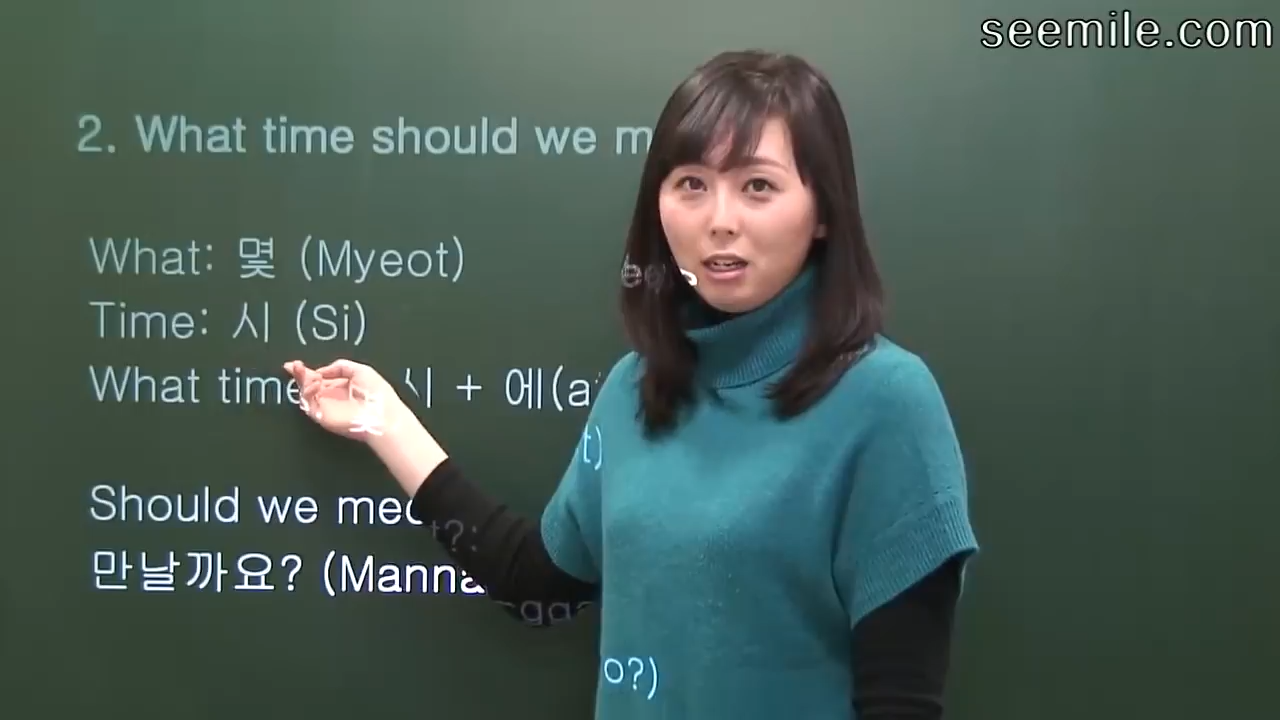 seemile.com
2. What time should we m
What: 몇 (Myeot)
Time: 시 (Si)
What time 시 + 에(a
t)
Should we mee t?:
만날까요? (Manna
o?)